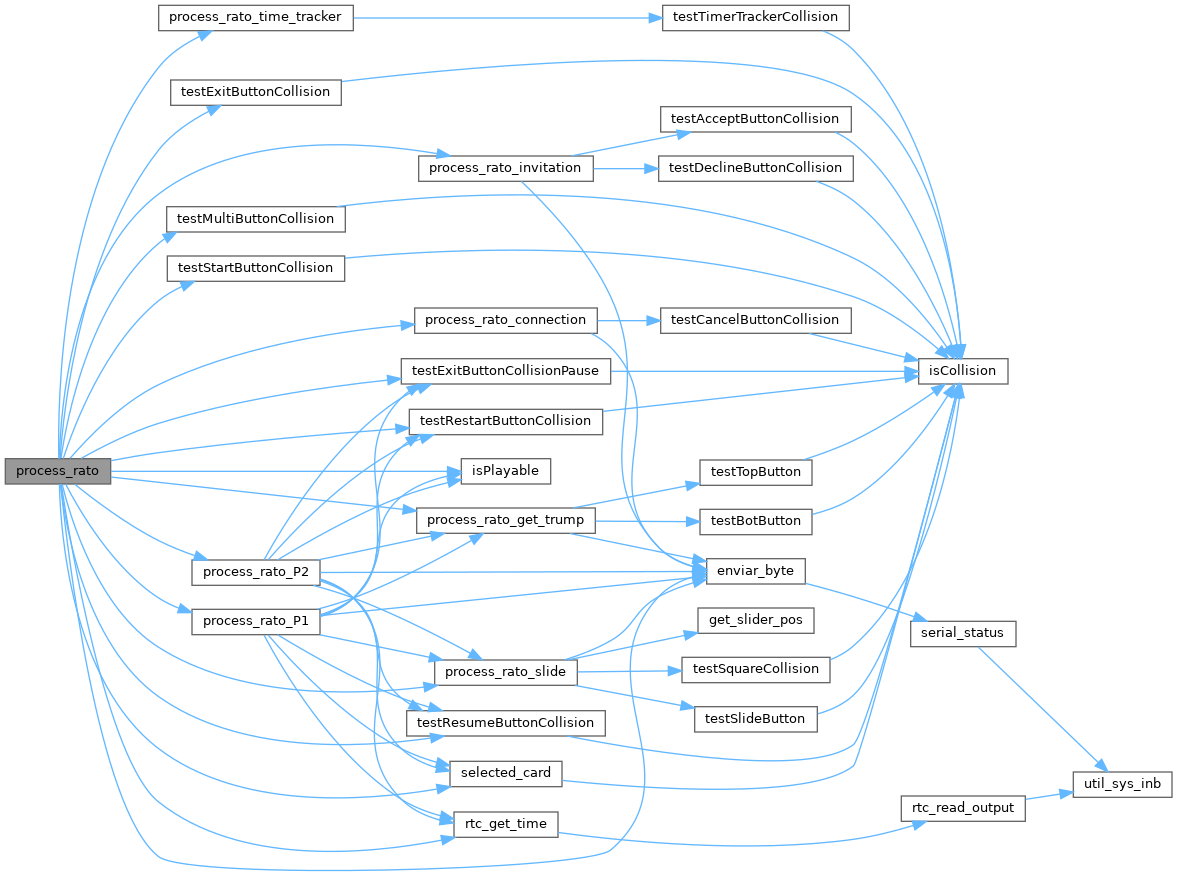 process_rato_time_tracker
testTimerTrackerCollision
testExitButtonCollision
testAcceptButtonCollision
process_rato_invitation
testDeclineButtonCollision
testMultiButtonCollision
testStartButtonCollision
process_rato_connection
testCancelButtonCollision
testExitButtonCollisionPause
isCollision
testRestartButtonCollision
process_rato
isPlayable
testTopButton
process_rato_get_trump
testBotButton
process_rato_P2
enviar_byte
process_rato_P1
get_slider_pos
serial_status
process_rato_slide
testSquareCollision
testResumeButtonCollision
testSlideButton
selected_card
util_sys_inb
rtc_get_time
rtc_read_output